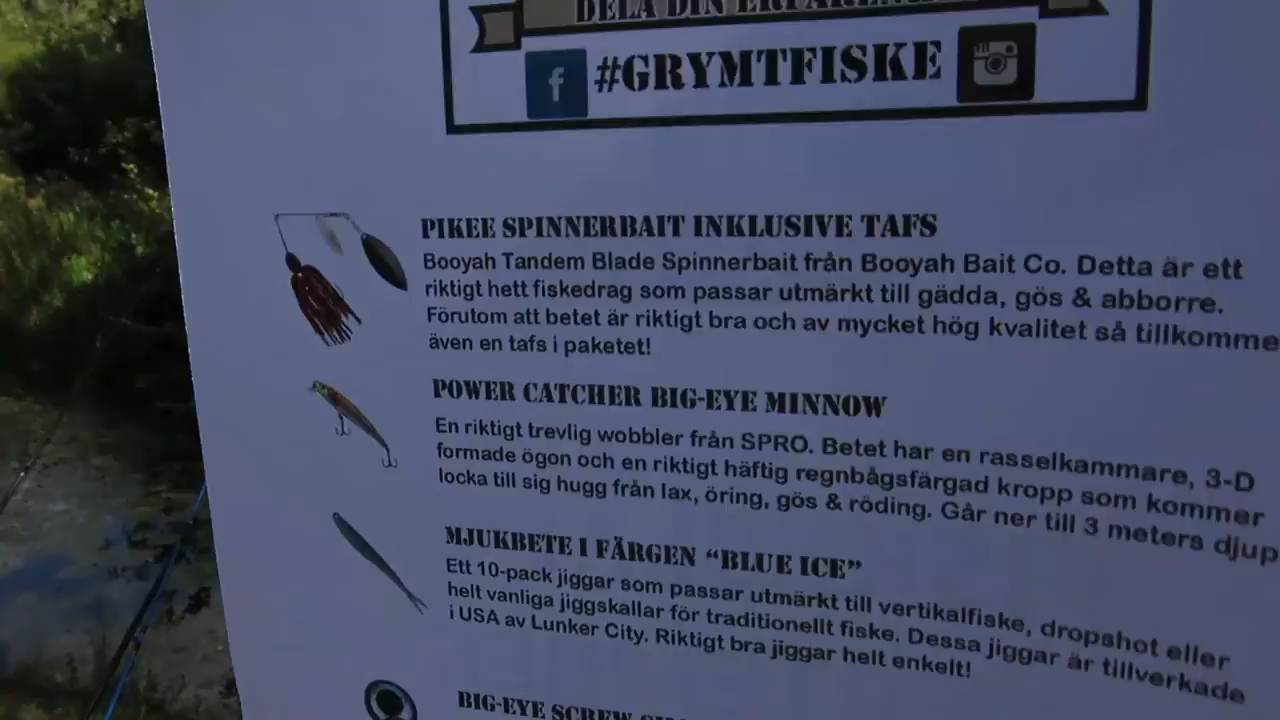 DELA DIN
#GRYMTFISKE
PIKEE SPINNERBAIT INKLUSIVE TAFS
Booyah Tandem Blade Spinnerbait från Booyah Bait Co. Detta är ett
riktigt hett fiskedrag som passar utmärkt till gädda, gös & abborre.
Förutom att betet är riktigt bra och av mycket hög kvalitet så tillkomme
även en tafs i paketet!
POWER CATCHER BIG-EYE MINNOW
En riktigt trevlig wobbler från SPRO. Betet har en rasselkammare, 3-D
formade ögon och en riktigt häftig regnbågsfärgad kropp som kommer
locka till sig hugg från lax, öring, gös & röding. Går ner till 3 meters djup
MJUKBETE I FÄRGEN “BLUE ICE”
Ett 10-pack jiggar som passar utmärkt till vertikalfiske, dropshot eller
helt vanliga jiggskallar för traditionellt fiske. Dessa jiggar är tillverkade
i USA av Lunker City. Riktigt bra jiggar helt enkelt!
BIG-EYE SCREW